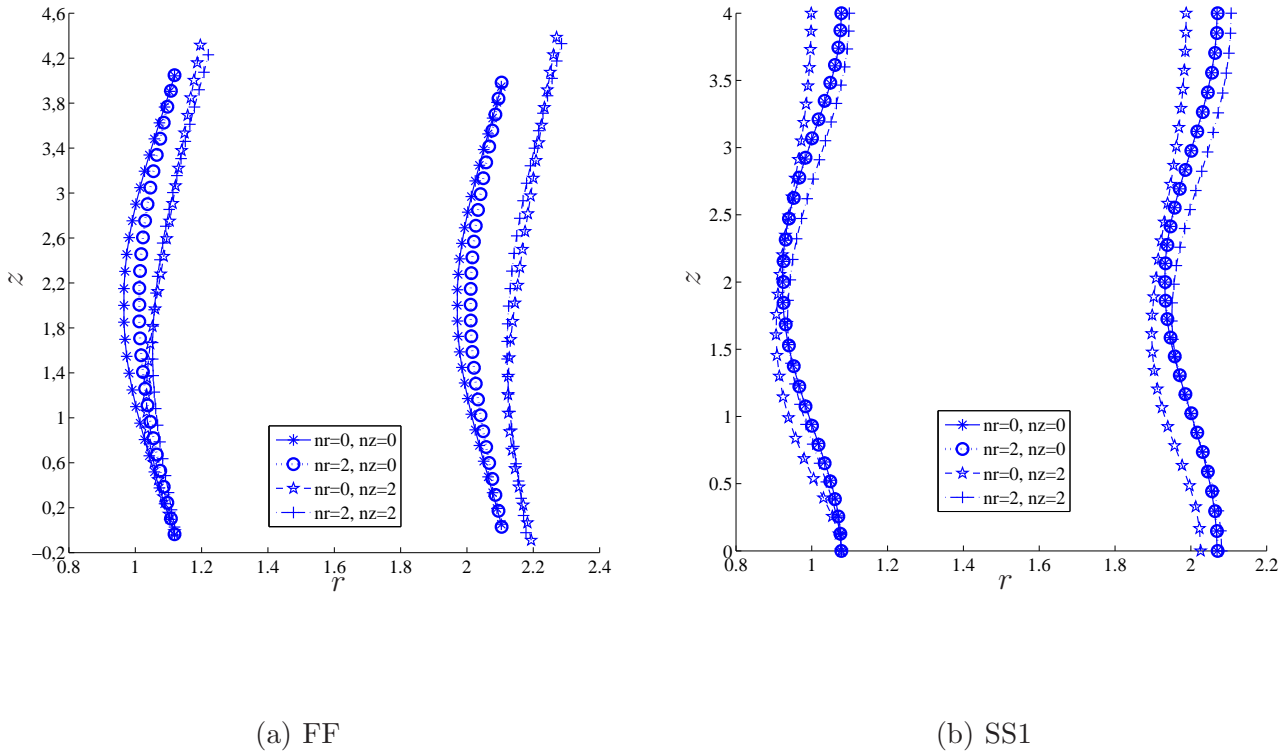 4,6
4,2
3,8
3,4
3
2,6
2,2
1,8
1,4
1
0,6
0,2
−0,2
z
0.8
1
1.2
1.4
1.6
1.8
2
2.2
2.4
r
nr=0, nz=0
nr=2, nz=0
nr=0, nz=2
nr=2, nz=2
(a) FF
4
3.5
3
2.5
2
1.5
1
0.5
0
z
0.8
1
1.2
1.4
1.6
1.8
2
2.2
r
nr=0, nz=0
nr=2, nz=0
nr=0, nz=2
nr=2, nz=2
(b) SS1